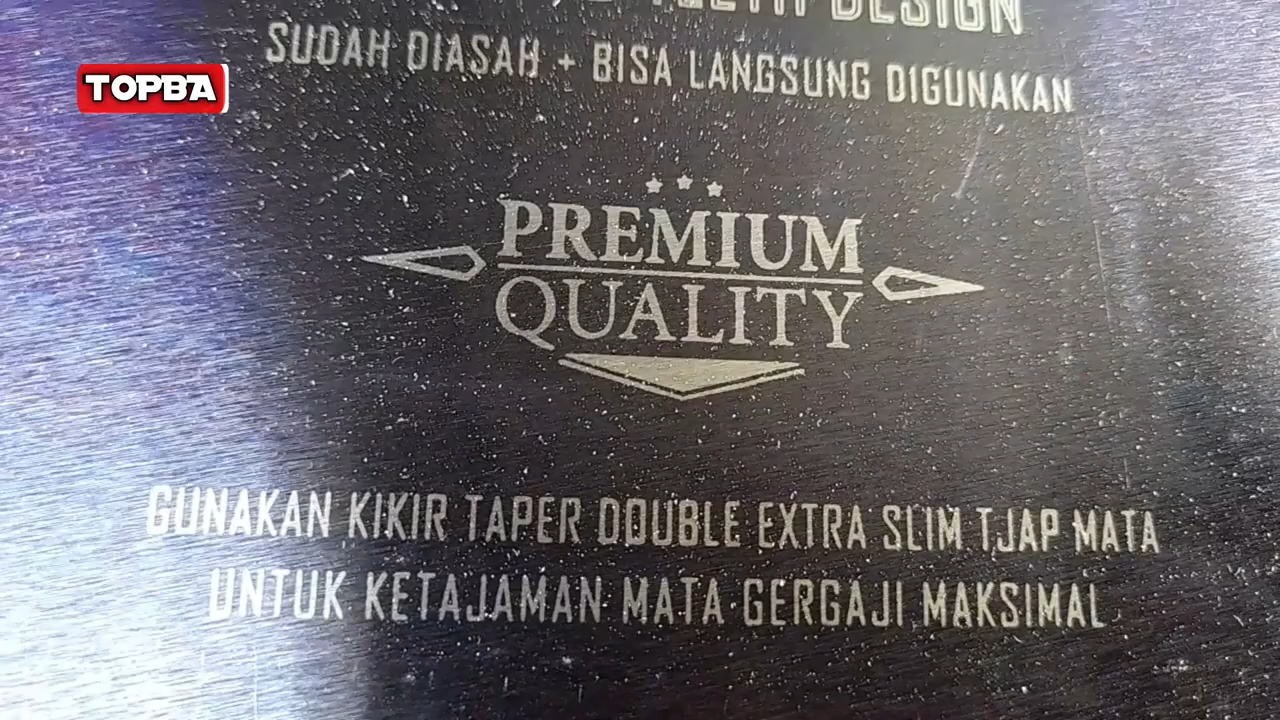 DESIGN
SUDAH DIASAH + BISA LANGSUNG DIGUNAKAN
TOPBA
PREMIUM
QUALITY
GUNAKAN KIKIR TAPER DOUBLE EXTRA SLIM TJAP MATA
UNTUK KETAJAMAN MATA GERGAJI MAKSIMAL